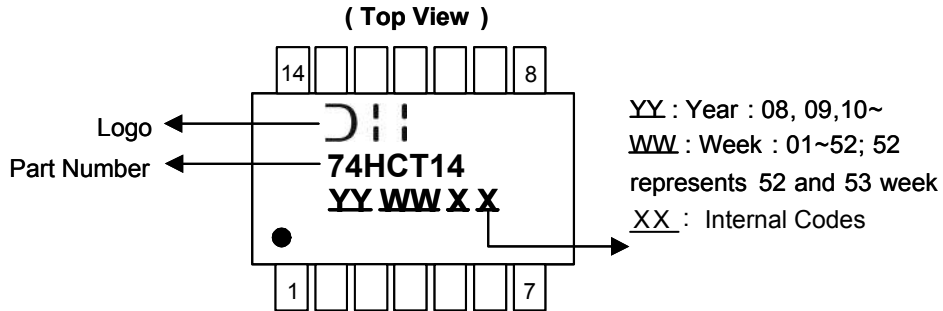 ( Top View )
14
8
Logo
74HCT14
Part Number
YY WW X X
1
7
YY : Year : 08, 09,10~
WW : Week : 01~52; 52
represents 52 and 53 week
XX : Internal Codes